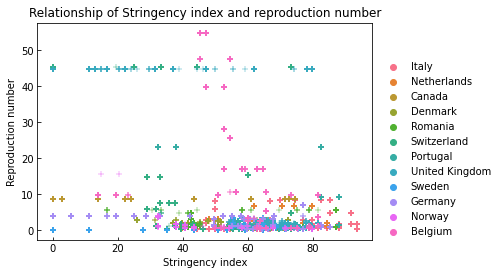 Relationship of Stringency index and reproduction number
Reproduction number
50
40
30
20
10
0
0
20
40
60
80
Stringency index
Italy
Netherlands
Canada
Denmark
Romania
Switzerland
Portugal
United Kingdom
Sweden
Germany
Norway
Belgium